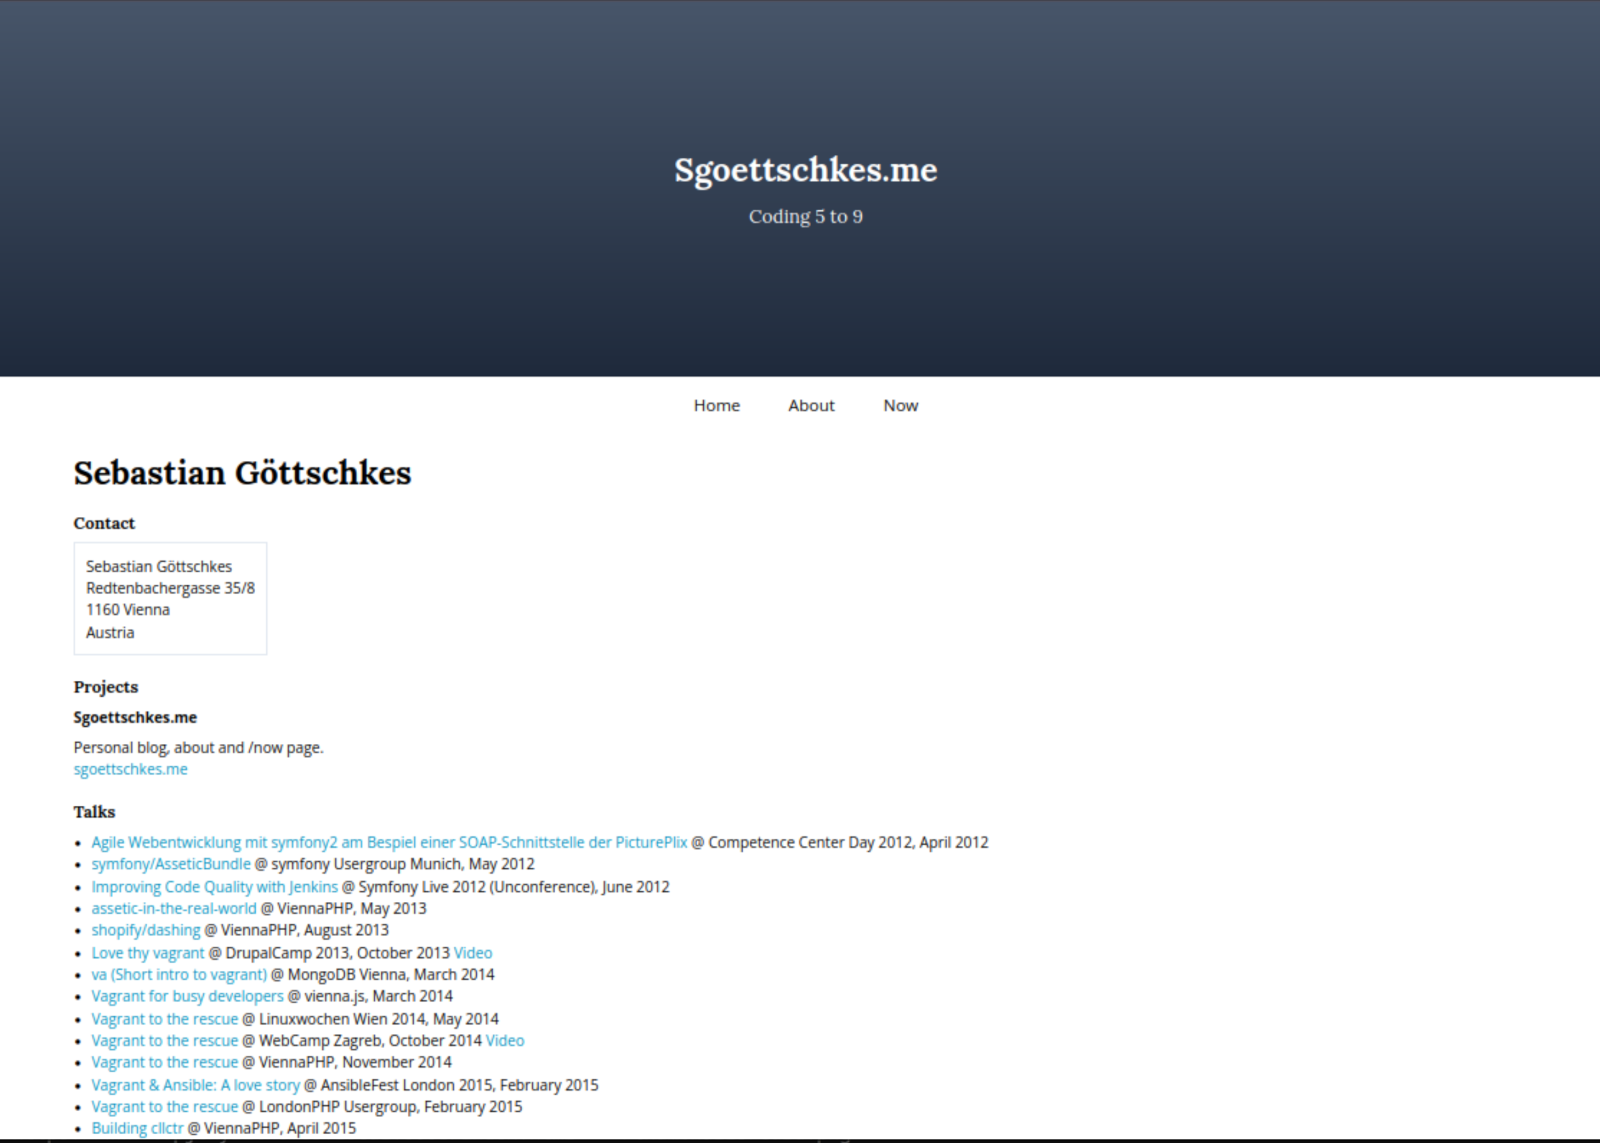 Sgoettschkes.me
Coding 5 to 9
Home About Now
Sebastian Göttschkes
Contact
Sebastian Göttschkes
Redtenbachergasse 35/8
1160 Vienna
Austria
Projects
Sgoettschkes.me
Personal blog, about and /now page.
sgoettschkes.me
Talks
• Agile Webentwicklung mit symfony2 am Bespiel einer SOAP-Schnittstelle der PicturePlix @ Competence Center Day 2012, April 2012
• symfony/AsseticBundle @ symfony Usergroup Munich, May 2012
• Improving Code Quality with Jenkins @ Symfony Live 2012 (Unconference), June 2012
• assetic-in-the-real-world @ ViennaPHP, May 2013
• shopify/dashing @ ViennaPHP, August 2013
• Love thy vagrant @ DrupalCamp 2013, October 2013 Video
• va (Short intro to vagrant) @ MongoDB Vienna, March 2014
• Vagrant for busy developers @ vienna.js, March 2014
• Vagrant to the rescue @ Linuxwochen Wien 2014, May 2014
• Vagrant to the rescue @ WebCamp Zagreb, October 2014 Video
• Vagrant to the rescue @ ViennaPHP, November 2014
• Vagrant & Ansible: A love story @ AnsibleFest London 2015, February 2015
• Vagrant to the rescue @ LondonPHP Usergroup, February 2015
• Building cllctr @ ViennaPHP, April 2015